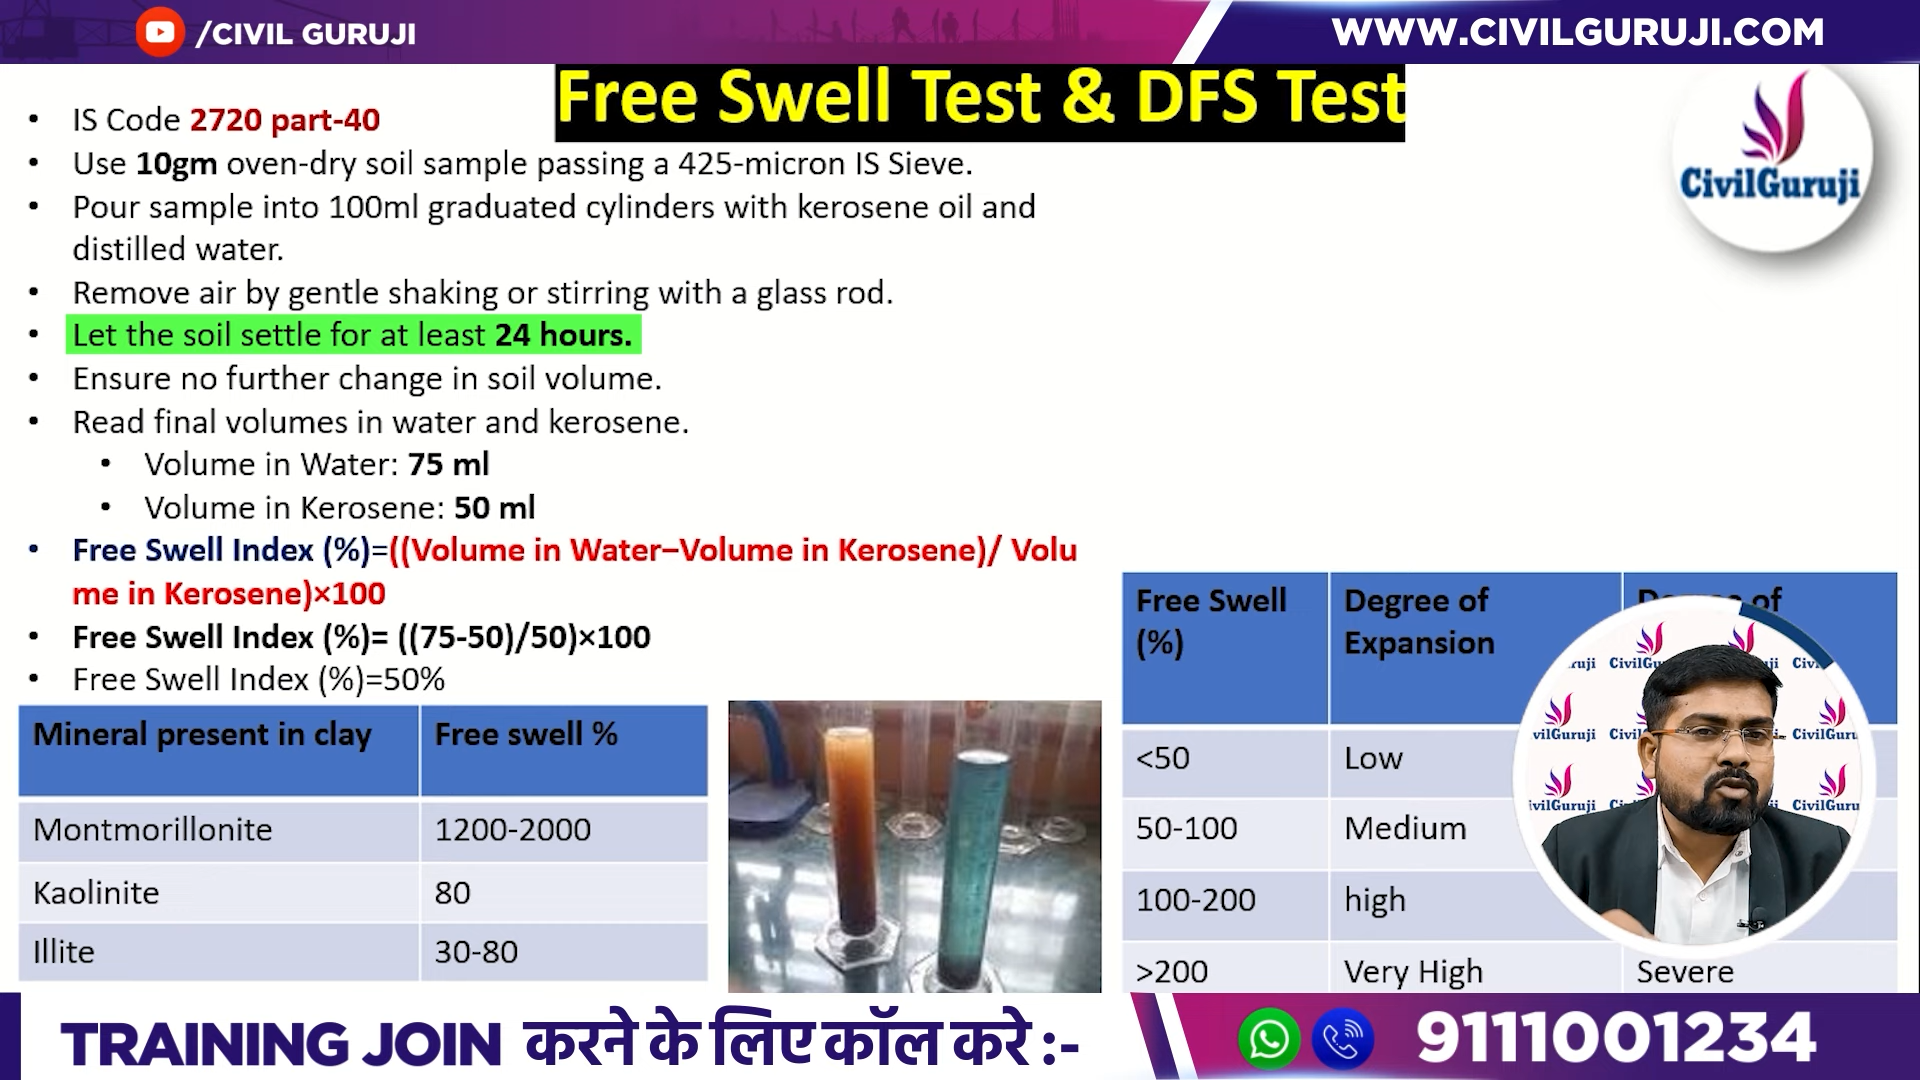 /CIVIL GURUJI
WWW.CIVILGURUJI.COM
Free Swell Test & DFS Test
CivilGuruji
• IS Code 2720 part-40
• Use 10gm oven-dry soil sample passing a 425-micron IS Sieve.
• Pour sample into 100ml graduated cylinders with kerosene oil and
distilled water.
• Remove air by gentle shaking or stirring with a glass rod.
• Let the soil settle for at least 24 hours.
• Ensure no further change in soil volume.
• Read final volumes in water and kerosene.
• Volume in Water: 75 ml
• Volume in Kerosene: 50 ml
• Free Swell Index (%)=((Volume in Water−Volume in Kerosene)/ Volu
me in Kerosene)×100
• Free Swell Index (%)= ((75-50)/50)×100
• Free Swell Index (%)=50%
Mineral present in clay Free swell %
Montmorillonite 1200-2000
Kaolinite 80
Illite 30-80
Free Swell Degree of of
(%) Expansion
<50 Low
50-100 Medium
100-200 high
>200 Very High Severe
TRAINING JOIN करने के लिए कॉल करे :-
9111001234